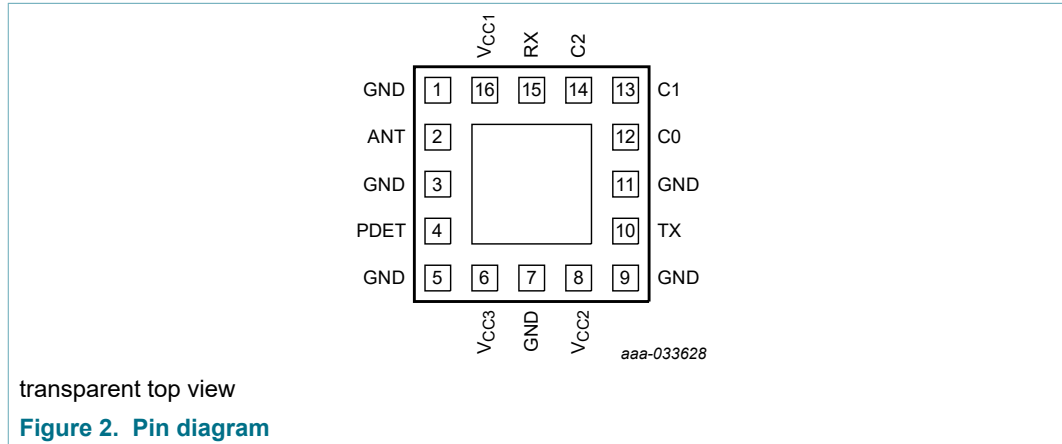 VCC1 RX C2
GND 1 16 15 14 13 C1
ANT 2 12 C0
GND 3 11 GND
PDET 4 10 TX
GND 5 6 7 8 9 GND
VCC3 GND VCC2
aaa-033628
transparent top view
Figure 2. Pin diagram